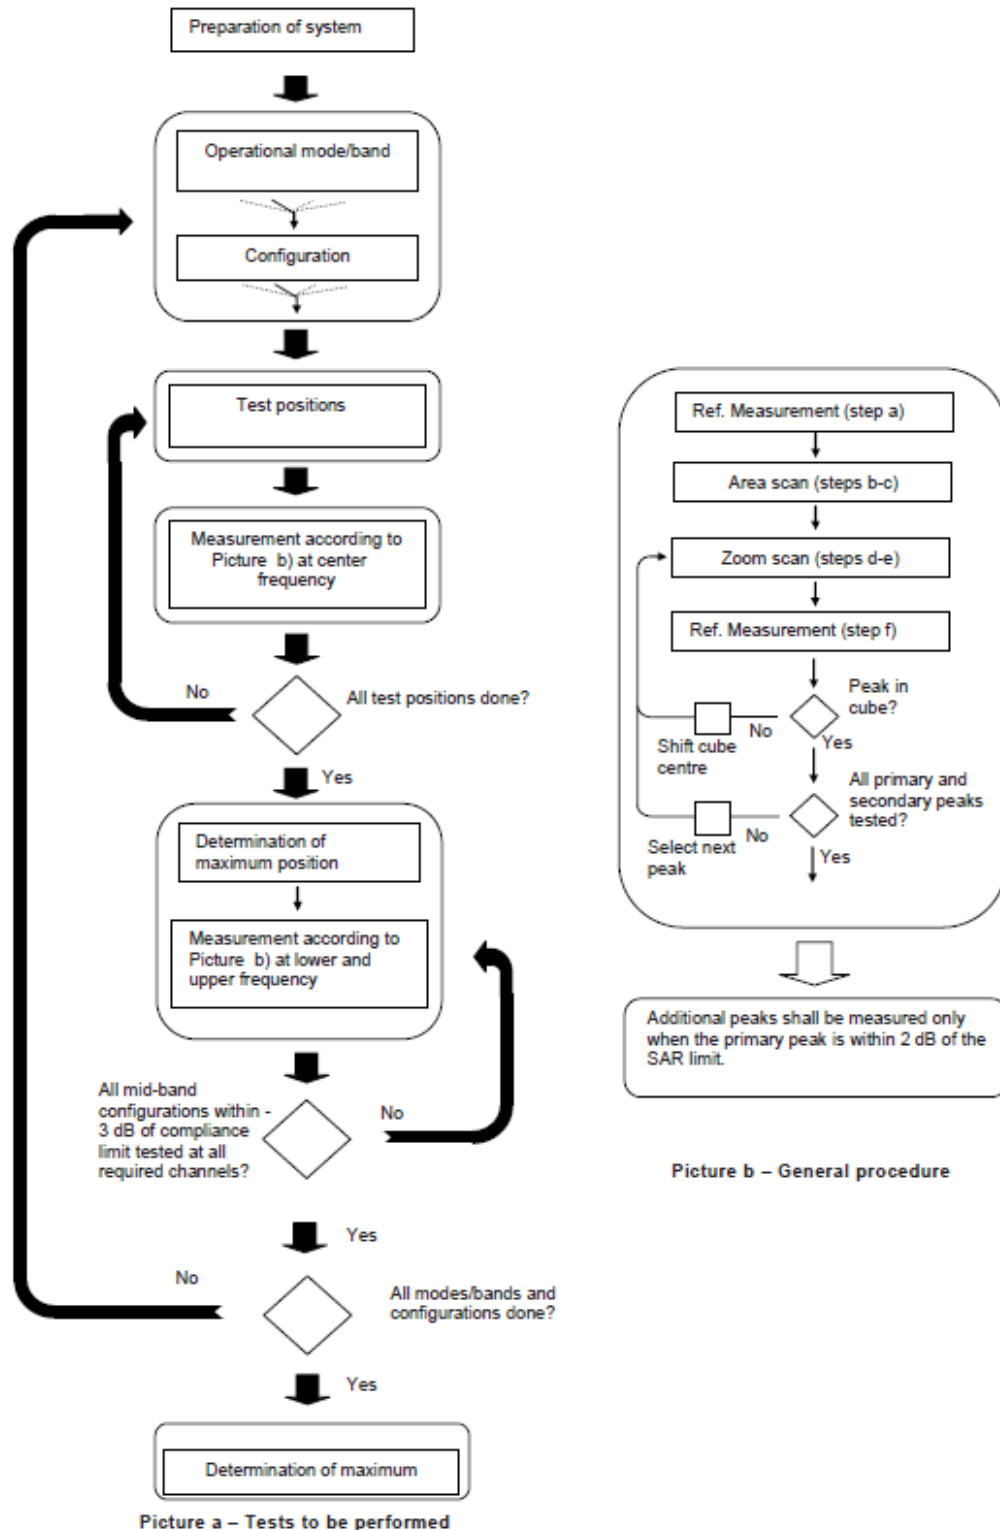 Preparation of system
Operational mode/band
Configuration
Test positions
Measurement according to
Picture b) at center
frequency
No
All test positions done?
Yes
Determination of
maximum position
Measurement according to
Picture b) at lower and
upper frequency
All mid-band
configurations within -
3 dB of compliance
limit tested at all
required channels?
No
Yes
No
All modes/bands and
configurations done?
Yes
Determination of maximum
Picture a – Tests to be performed
Ref. Measurement (step a)
Area scan (steps b-c)
Zoom scan (steps d-e)
Ref. Measurement (step f)
Peak in
cube?
No
Yes
Shift cube
centre
All primary and
secondary peaks
tested?
No
Select next
peak
Yes
Additional peaks shall be measured only
when the primary peak is within 2 dB of the
SAR limit.
Picture b – General procedure